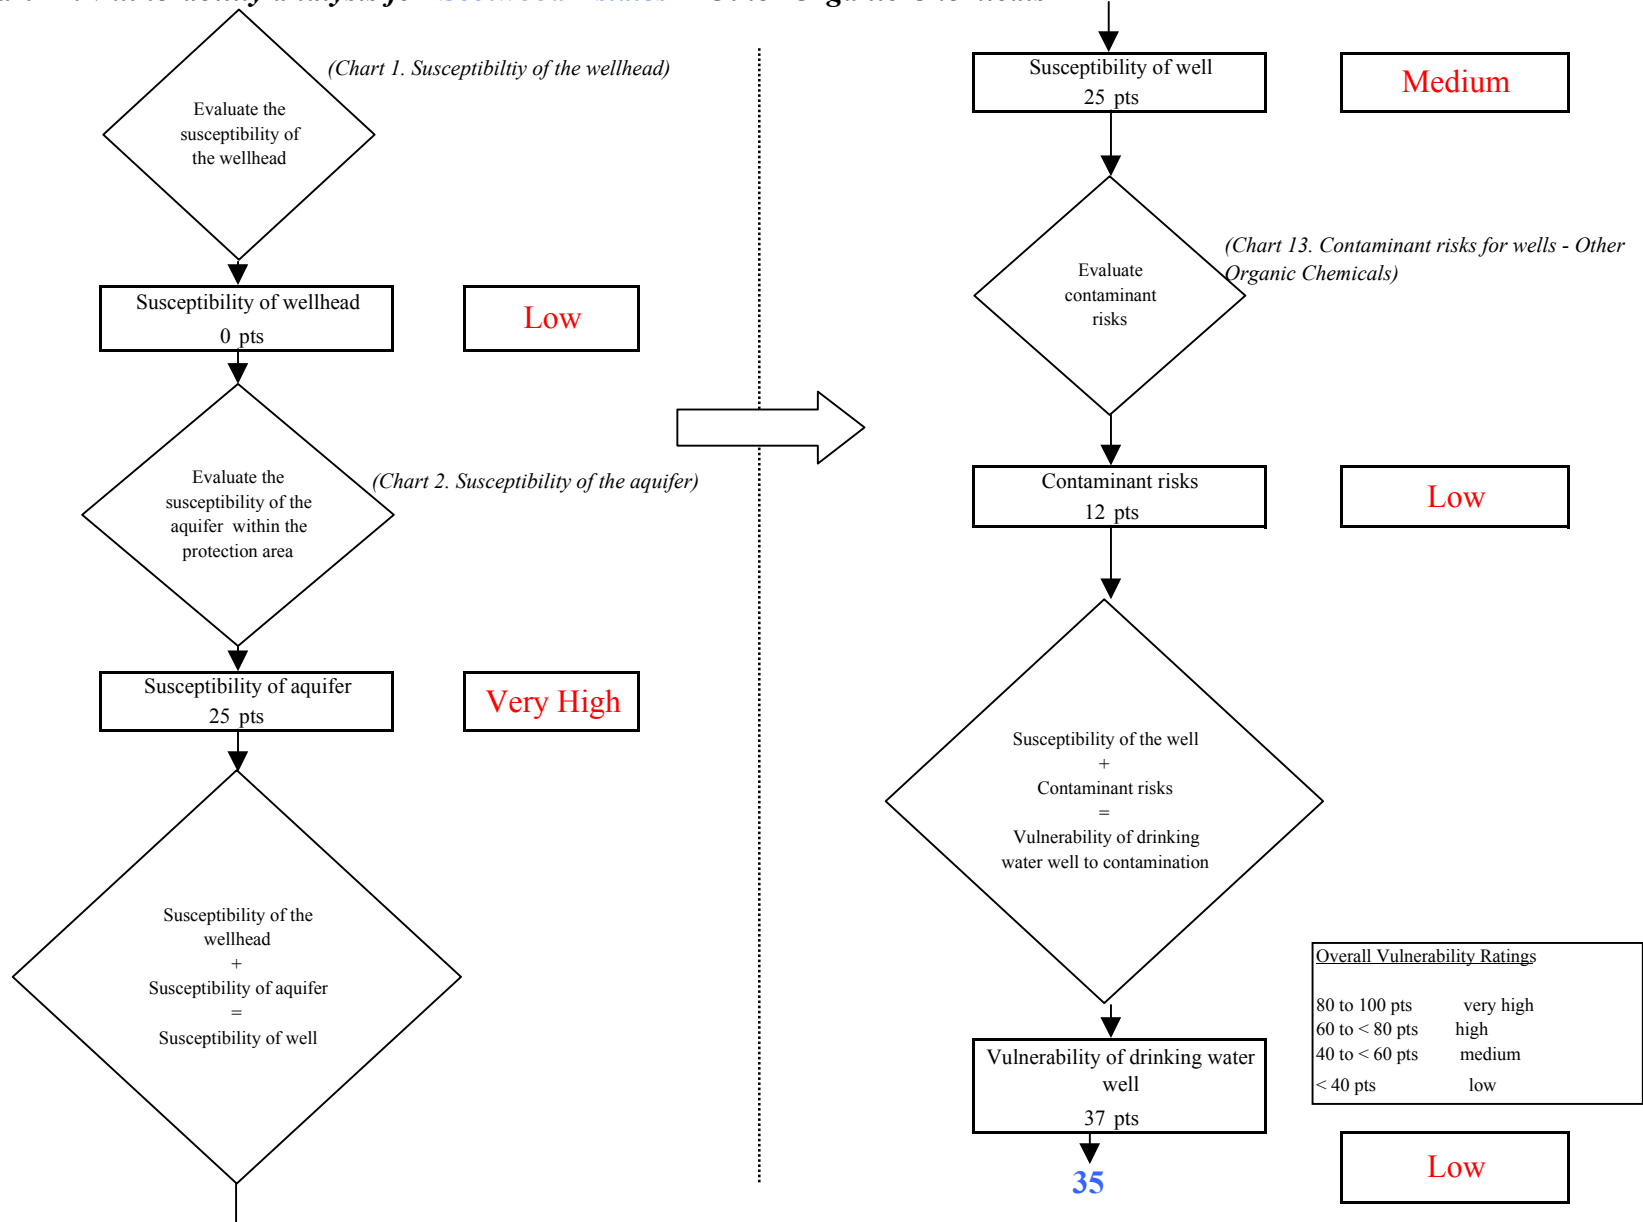 (Chart 1. Susceptibiltiy of the wellhead)
Evaluate the
susceptibility of
the wellhead
Susceptibility of wellhead
0 pts
Low
Evaluate the
susceptibility of the
aquifer within the
protection area
(Chart 2. Susceptibility of the aquifer)
Susceptibility of aquifer
25 pts
Very High
Susceptibility of the
wellhead
+
Susceptibility of aquifer
=
Susceptibility of well
Susceptibility of well
25 pts
Medium
Evaluate
contaminant
risks
(Chart 13. Contaminant risks for wells - Other
Organic Chemicals)
Contaminant risks
12 pts
Low
Susceptibility of the well
+
Contaminant risks
=
Vulnerability of drinking
water well to contamination
Vulnerability of drinking water
well
37 pts
35
Overall Vulnerability Ratings
80 to 100 pts very high
60 to < 80 pts high
40 to < 60 pts medium
< 40 pts low
Low